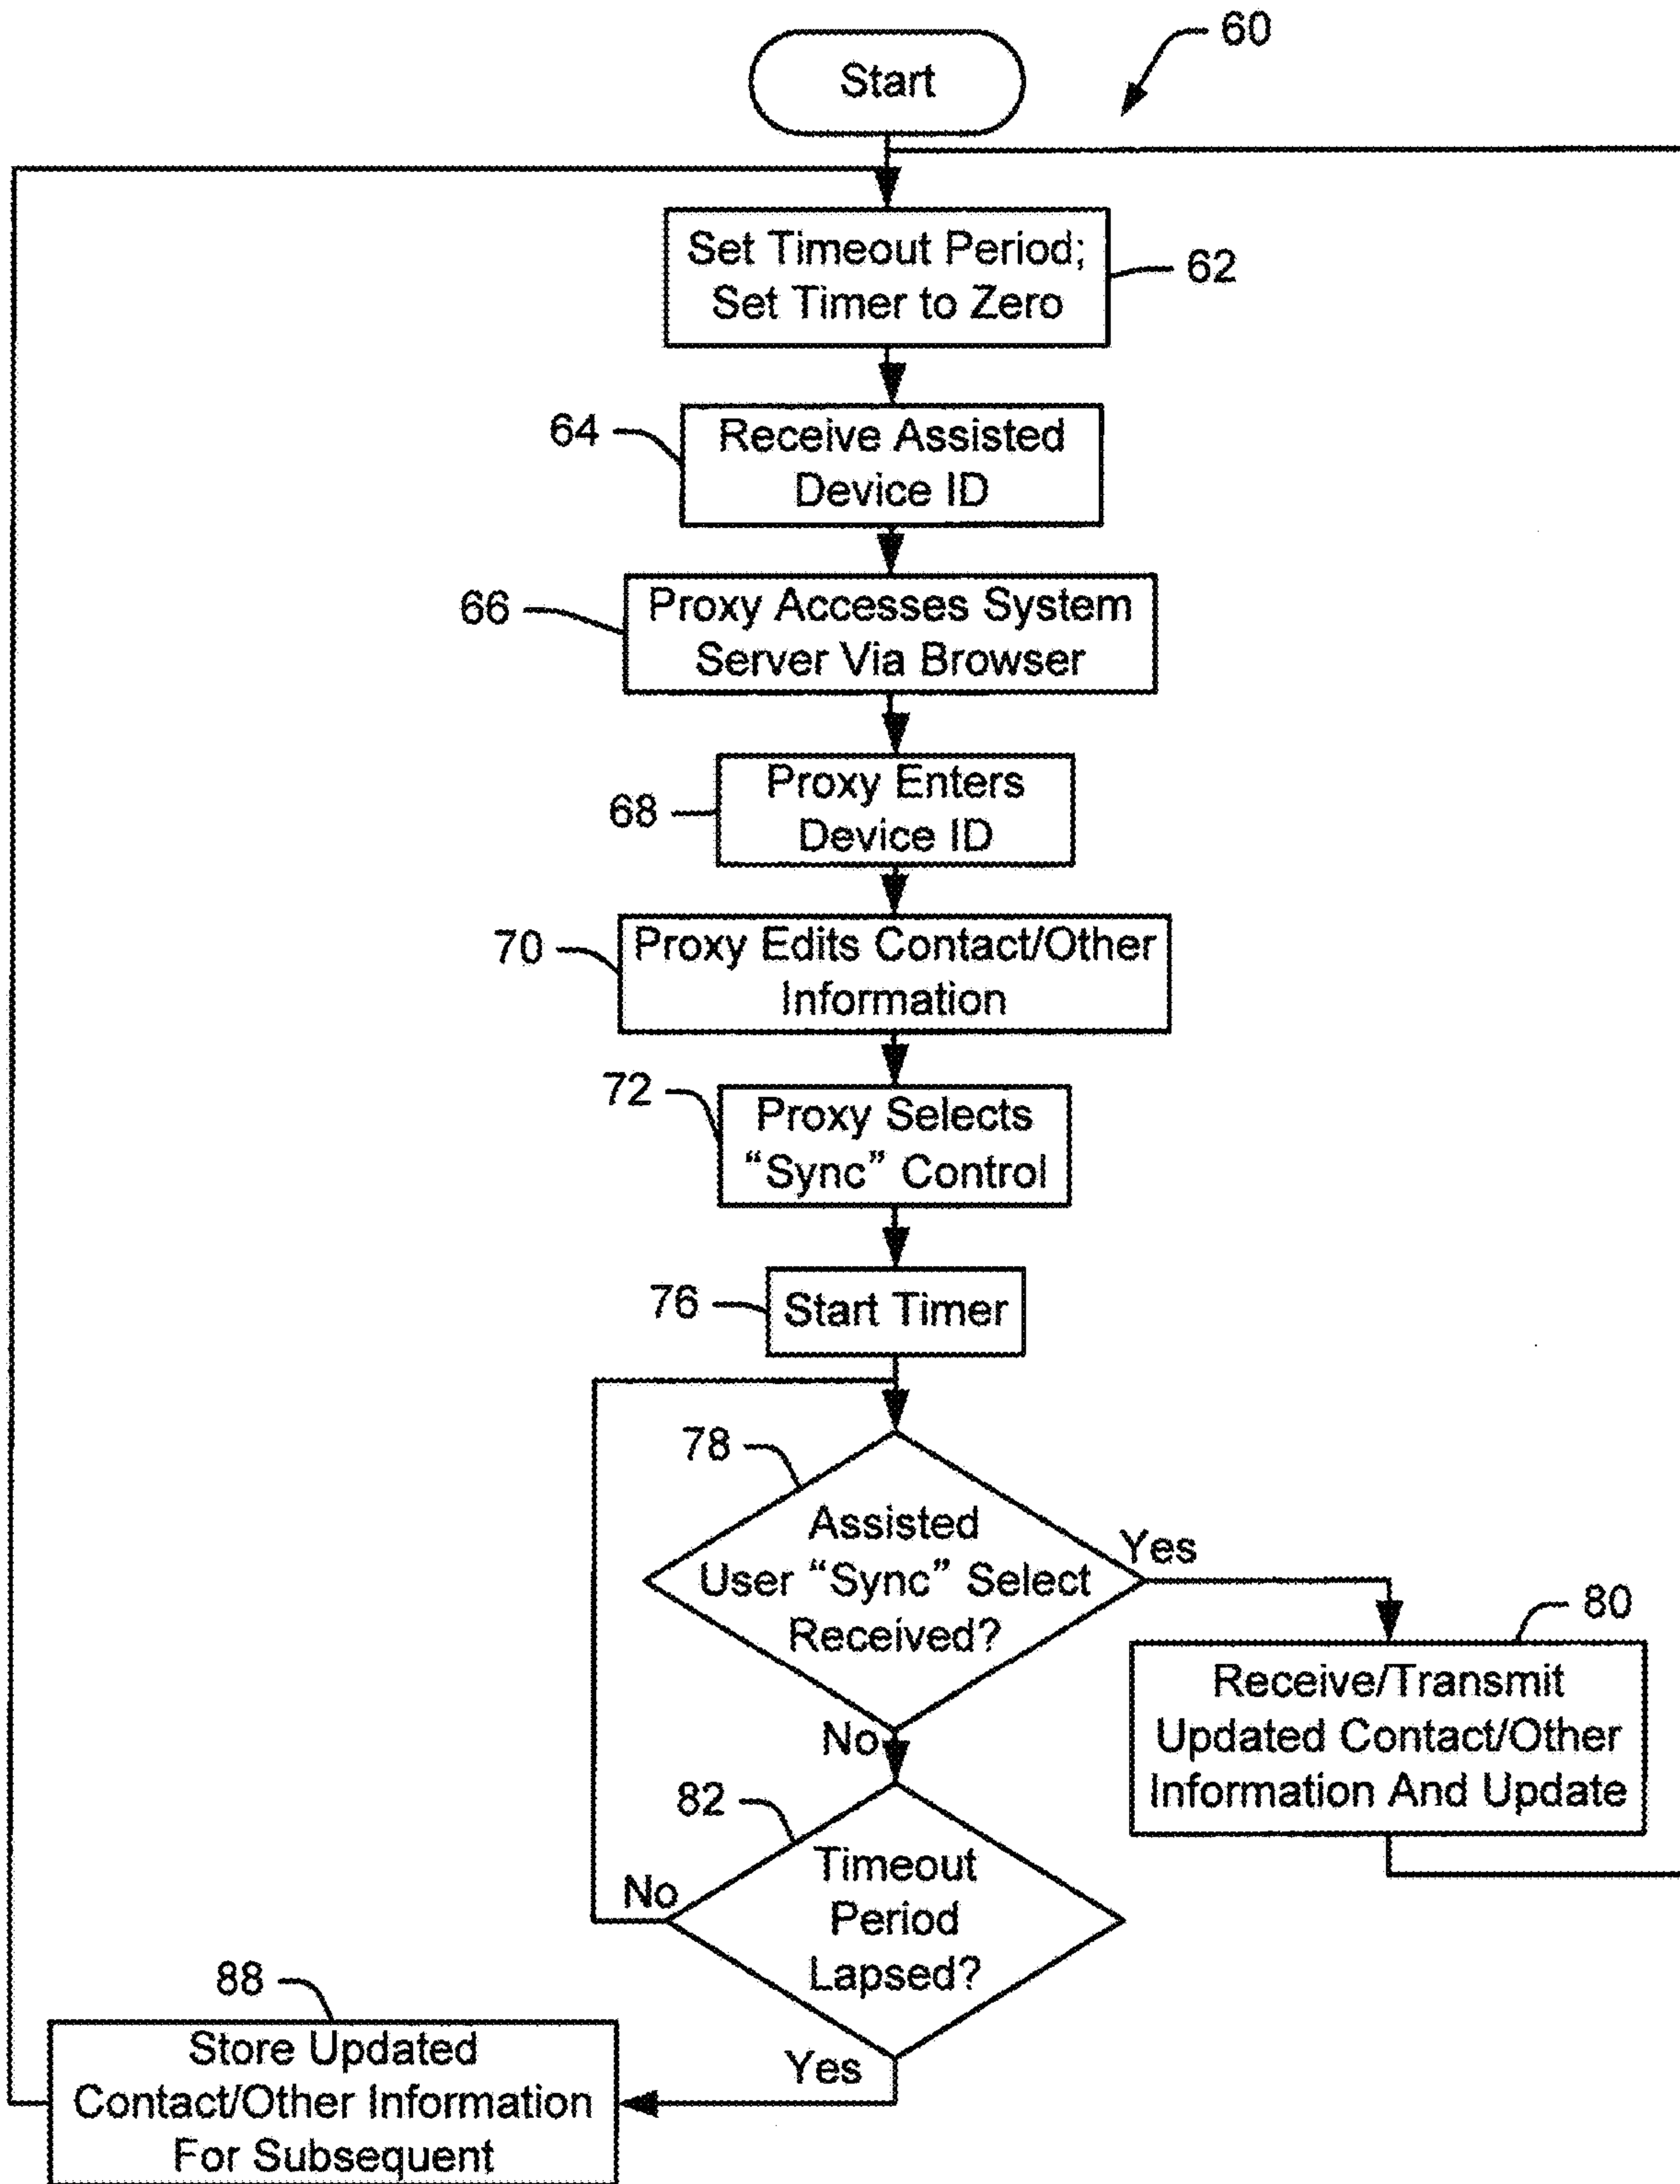 60
Start
Set Timeout Period;
Set Timer to Zero
62
64
Receive Assisted
Device ID
66
Proxy Accesses System
Server Via Browser
68
Proxy Enters
Device ID
70
Proxy Edits Contact/Other
Information
72
Proxy Selects
“Sync” Control
76
Start Timer
78
Assisted
User “Sync” Select
Received?
Yes
No
80
Receive/Transmit
Updated Contact/Other
Information And Update
82
Timeout
Period
Lapsed?
No
Yes
88
Store Updated
Contact/Other Information
For Subsequent